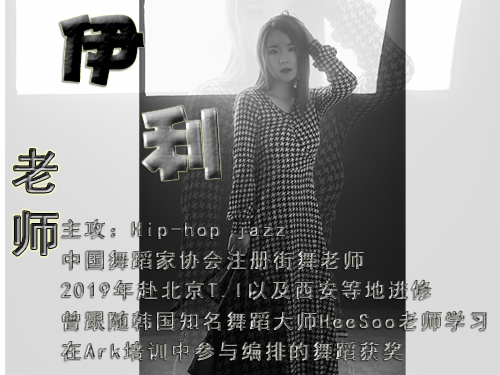 伊利
老师
主攻：Hip-hop jazz
中国舞蹈家协会注册街舞老师
2019年赴北京T.I以及西安等地进修
曾跟随韩国知名舞蹈大师HeeSoo老师学习
在Ark培训中参与编排的舞蹈获奖